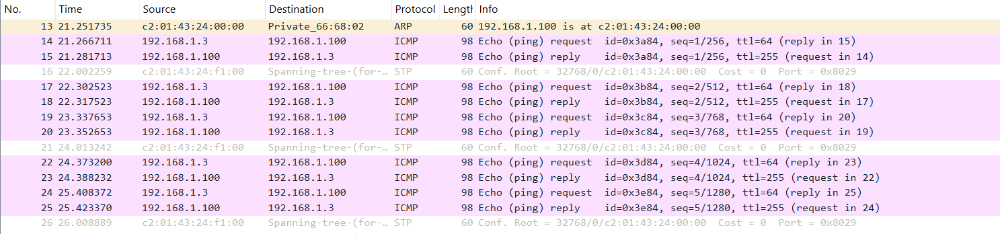 No. Time Source Destination Protocol Length Info
13 21.251735 c2:01:43:24:00:00 Private_66:68:02 ARP 60 192.168.1.100 is at c2:01:43:24:00:00
14 21.266711 192.168.1.3 192.168.1.100 ICMP 98 Echo (ping) request id=0x3a84, seq=1/256, ttl=64 (reply in 15)
15 21.281713 192.168.1.100 192.168.1.3 ICMP 98 Echo (ping) reply id=0x3a84, seq=1/256, ttl=255 (request in 14)
16 22.002259 c2:01:43:24:f1:00 Spanning-tree-(for-… STP 60 Conf. Root = 32768/0/c2:01:43:24:00:00 Cost = 0 Port = 0x8029
17 22.302523 192.168.1.3 192.168.1.100 ICMP 98 Echo (ping) request id=0x3b84, seq=2/512, ttl=64 (reply in 18)
18 22.317523 192.168.1.100 192.168.1.3 ICMP 98 Echo (ping) reply id=0x3b84, seq=2/512, ttl=255 (request in 17)
19 23.337653 192.168.1.3 192.168.1.100 ICMP 98 Echo (ping) request id=0x3c84, seq=3/768, ttl=64 (reply in 20)
20 23.352653 192.168.1.100 192.168.1.3 ICMP 98 Echo (ping) reply id=0x3c84, seq=3/768, ttl=255 (request in 19)
21 24.013242 c2:01:43:24:f1:00 Spanning-tree-(for-… STP 60 Conf. Root = 32768/0/c2:01:43:24:00:00 Cost = 0 Port = 0x8029
22 24.373200 192.168.1.3 192.168.1.100 ICMP 98 Echo (ping) request id=0x3d84, seq=4/1024, ttl=64 (reply in 23)
23 24.388232 192.168.1.100 192.168.1.3 ICMP 98 Echo (ping) reply id=0x3d84, seq=4/1024, ttl=255 (request in 22)
24 25.408372 192.168.1.3 192.168.1.100 ICMP 98 Echo (ping) request id=0x3e84, seq=5/1280, ttl=64 (reply in 25)
25 25.423370 192.168.1.100 192.168.1.3 ICMP 98 Echo (ping) reply id=0x3e84, seq=5/1280, ttl=255 (request in 24)
26 26.008889 c2:01:43:24:f1:00 Spanning-tree-(for-… STP 60 Conf. Root = 32768/0/c2:01:43:24:00:00 Cost = 0 Port = 0x8029